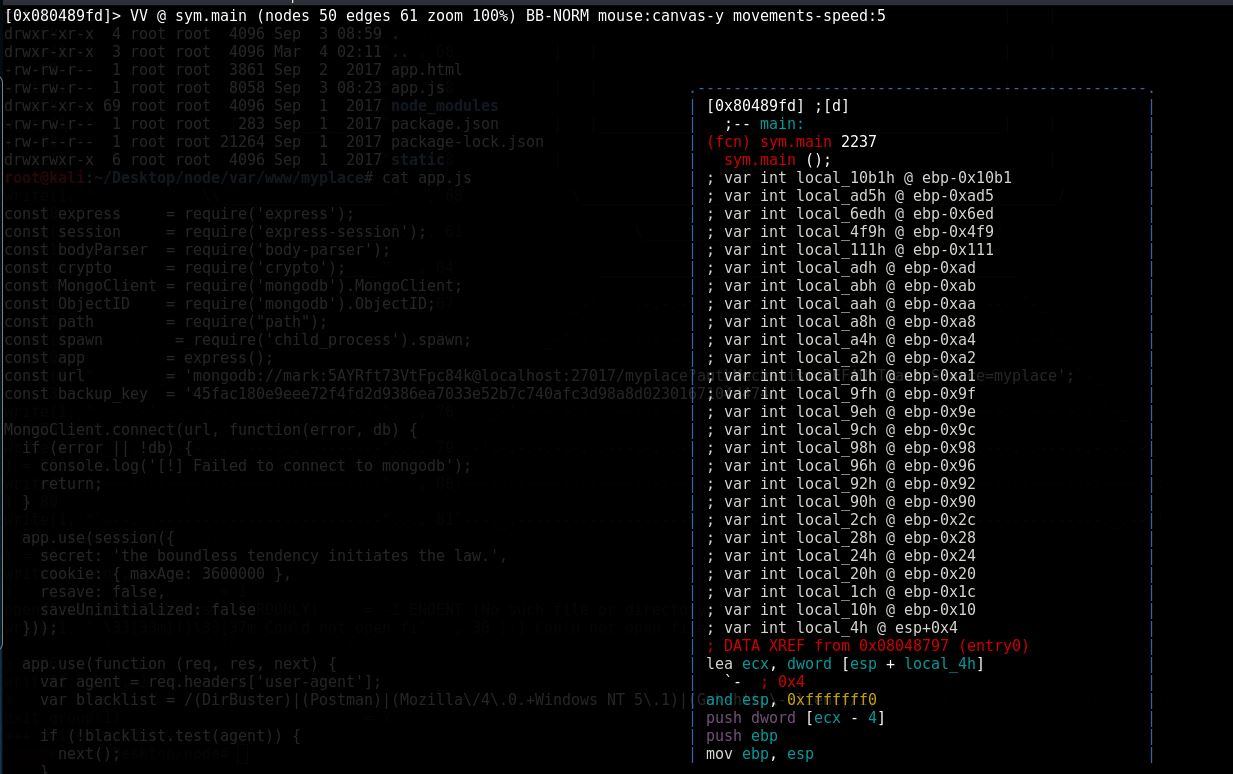 [0x080489fd]> VV @ sym.main (nodes 50 edges 61 zoom 100%) BB-NORM mouse:canvas-y movements-speed:5
drwxr-xr-x 4 root root 4096 Sep 3 08:59 .
drwxr-xr-x 3 root root 4096 Mar 4 02:11 ..
-rw-rw-r-- 1 root root 3861 Sep 2 2017 app.html
-rw-rw-r-- 1 root root 8058 Sep 3 08:23 app.js
drwxr-xr-x 69 root root 4096 Sep 1 2017 node_modules
-rw-rw-r-- 1 root root 283 Sep 1 2017 package.json
-rw-r--r-- 1 root root 21264 Sep 1 2017 package-lock.json
drwxrwxr-x 6 root root 4096 Sep 1 2017 static
root@kali:~/Desktop/node/var/www/myplace# cat app.js
const express = require('express');
const session = require('express-session');
const bodyParser = require('body-parser');
const crypto = require('crypto');
const MongoClient = require('mongodb').MongoClient;
const ObjectID = require('mongodb').ObjectID;
const path = require("path");
const spawn = require('child_process').spawn;
const app = express();
const url = 'mongodb://mark:5AYRft73VtFpc84k@localhost:27017/myplace?
const backup_key = '45fac180e9eee72f4fd2d9386ea7033e52b7c740afc3d98a8d0230167
MongoClient.connect(url, function(error, db) {
if (error || !db) {
console.log('[!] Failed to connect to mongodb');
return;
}
app.use(session({
secret: 'the boundless tendency initiates the law.',
cookie: { maxAge: 3600000 },
resave: false,
saveUninitialized: false
}));
app.use(function (req, res, next) {
var agent = req.headers['user-agent'];
var blacklist = /(DirBuster)|(Postman)|(Mozilla\/4\.0.+Windows NT 5\.1)|
if (!blacklist.test(agent)) {
next();
}
[0x80489fd] ;[d]
;-- main:
(fcn) sym.main 2237
sym.main ();
; var int local_10b1h @ ebp-0x10b1
; var int local_ad5h @ ebp-0xad5
; var int local_6edh @ ebp-0x6ed
; var int local_4f9h @ ebp-0x4f9
; var int local_111h @ ebp-0x111
; var int local_adh @ ebp-0xad
; var int local_abh @ ebp-0xab
; var int local_aah @ ebp-0xaa
; var int local_a8h @ ebp-0xa8
; var int local_a4h @ ebp-0xa4
; var int local_a2h @ ebp-0xa2
; var int local_a1h @ ebp-0xa1
; var int local_9fh @ ebp-0x9f
; var int local_9eh @ ebp-0x9e
; var int local_9ch @ ebp-0x9c
; var int local_98h @ ebp-0x98
; var int local_96h @ ebp-0x96
; var int local_92h @ ebp-0x92
; var int local_90h @ ebp-0x90
; var int local_2ch @ ebp-0x2c
; var int local_28h @ ebp-0x28
; var int local_24h @ ebp-0x24
; var int local_20h @ ebp-0x20
; var int local_1ch @ ebp-0x1c
; var int local_10h @ ebp-0x10
; var int local_4h @ esp+0x4
; DATA XREF from 0x08048797 (entry0)
lea ecx, dword [esp + local_4h]
`- ; 0x4
and esp, 0xfffffff0
push dword [ecx - 4]
push ebp
mov ebp, esp